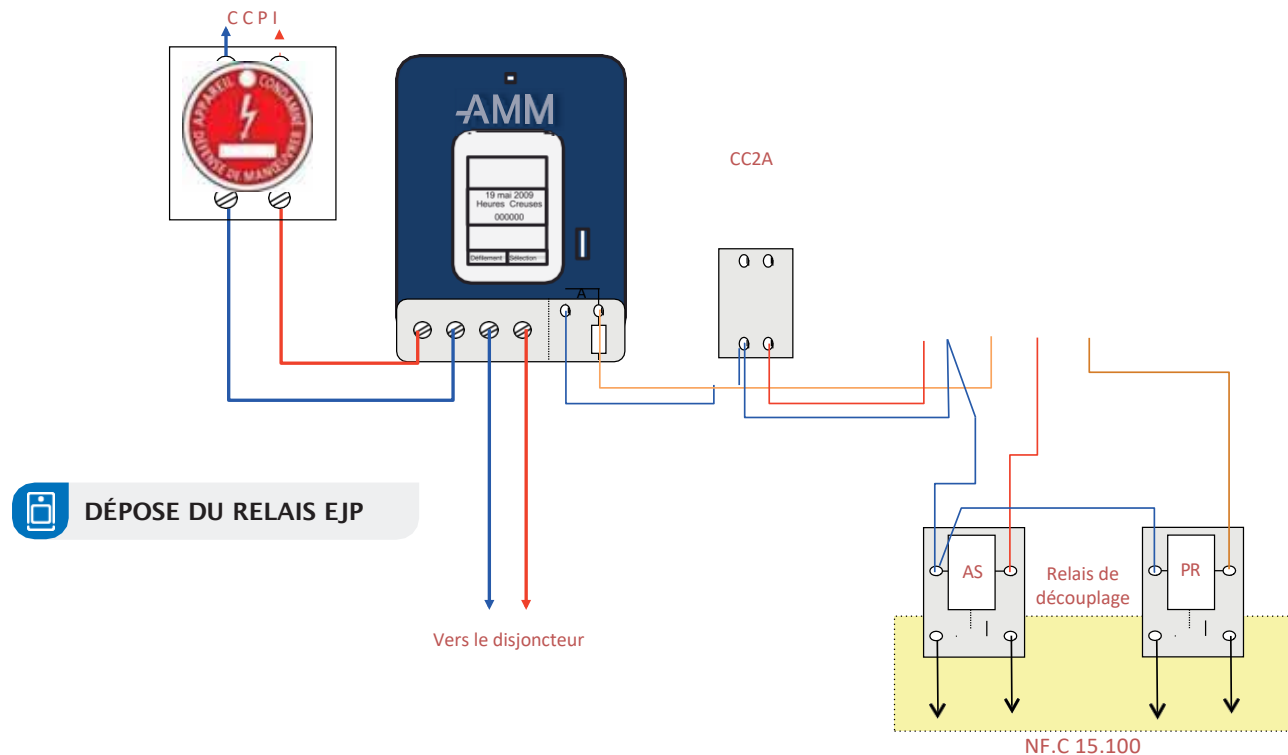 C C P I
APPAREIL CONDAMNÉ
DÉFENSE DE MANŒUVRER
AMM
19 mai 2009
Heures Creuses
000000
Défilement
Sélection
A
CC2A
DÉPOSE DU RELAIS EJP
Vers le disjoncteur
AS
Relais de
découplage
PR
NF.C 15.100